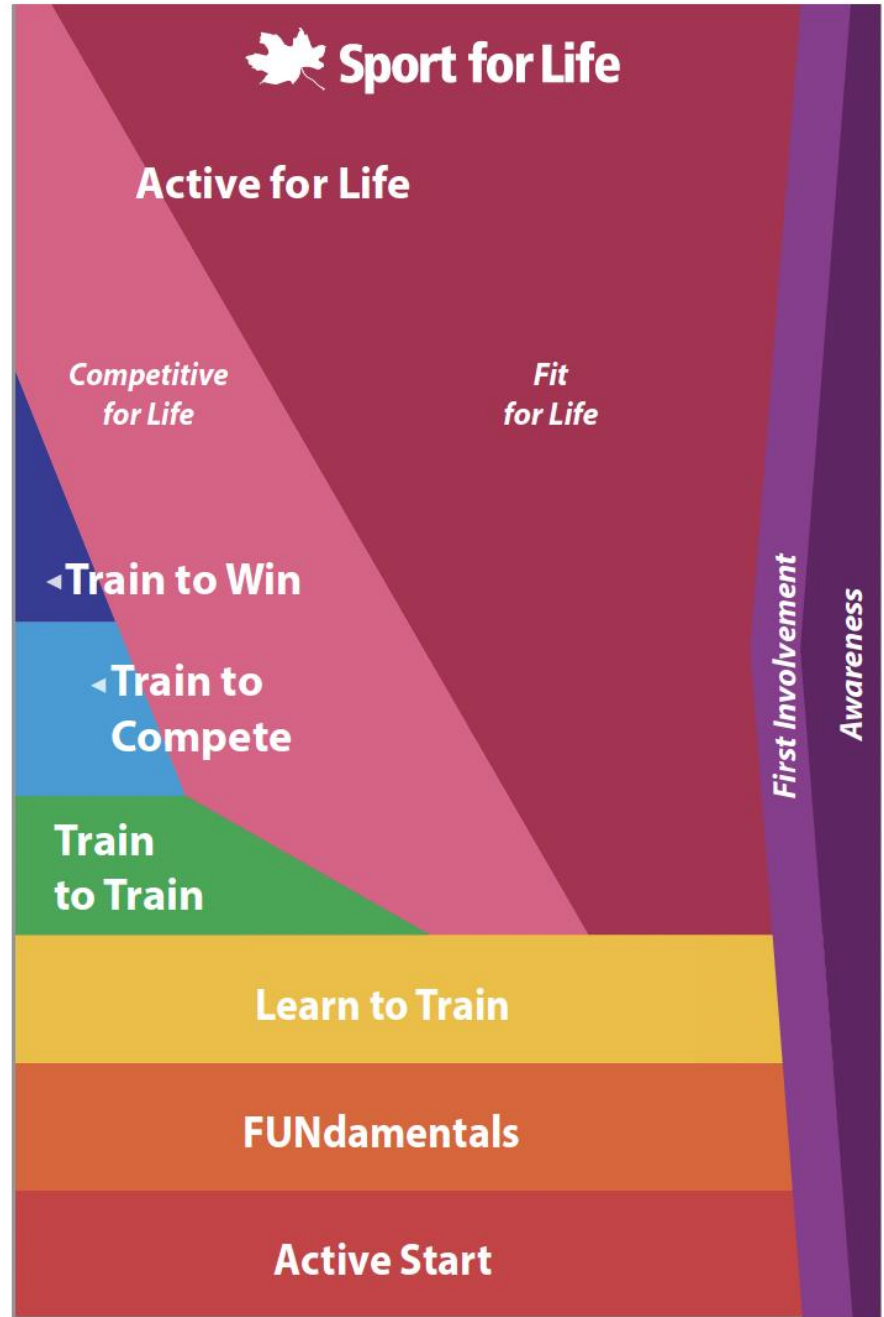 Sport for Life
Active for Life
Competitive
for Life
Fit
for Life
Train to Win
Train to
Compete
Train
to Train
Learn to Train
FUNdamentals
Active Start
First Involvement
Awareness